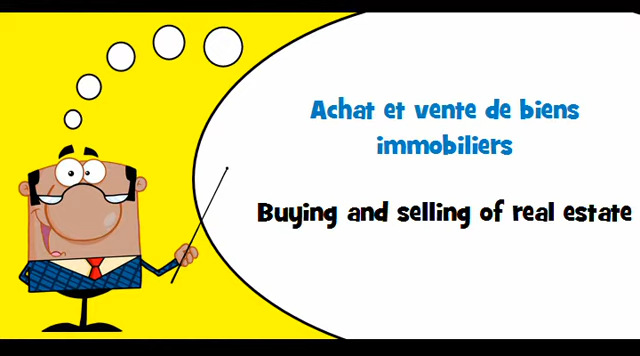 Achat et vente de biens
immobiliers
Buying and selling of real estate